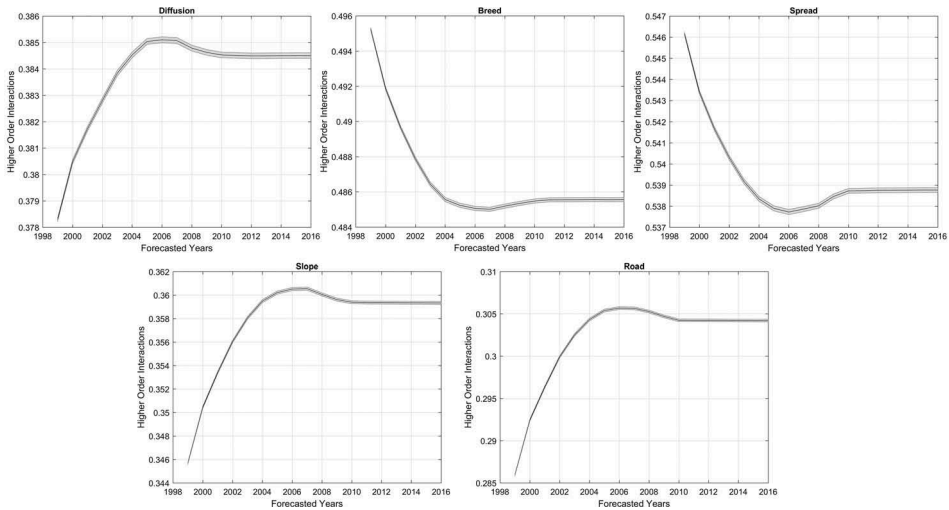 Diffusion
Higher Order Interactions
0.386
0.385
0.384
0.383
0.382
0.381
0.38
0.379
0.378
1998 2000 2002 2004 2006 2008 2010 2012 2014 2016
Forecasted Years
Breed
Higher Order Interactions
0.496
0.494
0.492
0.49
0.488
0.486
0.484
1998 2000 2002 2004 2006 2008 2010 2012 2014 2016
Forecasted Years
Spread
Higher Order Interactions
0.547
0.546
0.545
0.544
0.543
0.542
0.541
0.54
0.539
0.538
0.537
1998 2000 2002 2004 2006 2008 2010 2012 2014 2016
Forecasted Years
Slope
Higher Order Interactions
0.362
0.36
0.358
0.356
0.354
0.352
0.35
0.348
0.346
0.344
1998 2000 2002 2004 2006 2008 2010 2012 2014 2016
Forecasted Years
Road
Higher Order Interactions
0.31
0.305
0.3
0.295
0.29
0.285
1998 2000 2002 2004 2006 2008 2010 2012 2014 2016
Forecasted Years